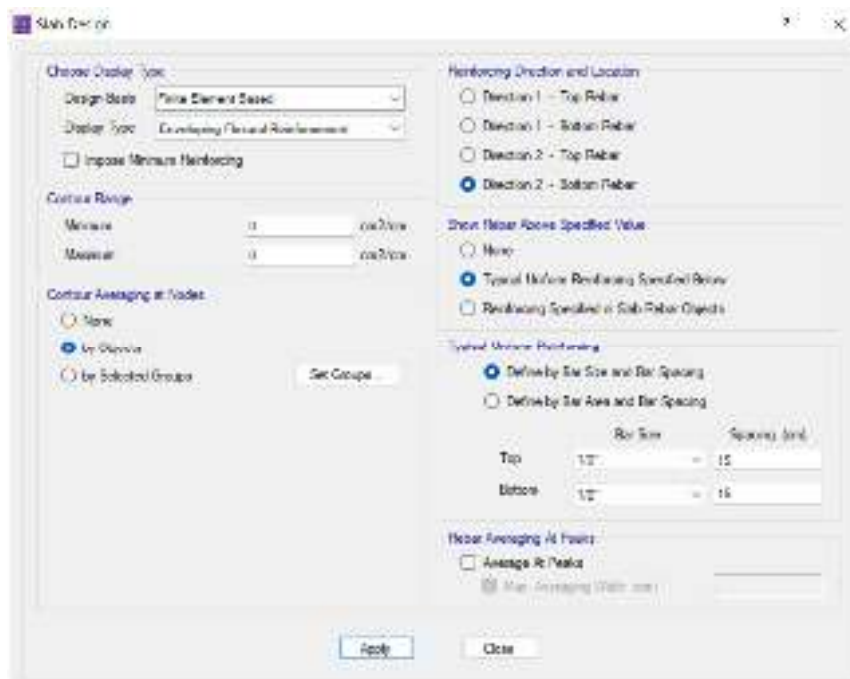 Slab Design
? ×
Choose Display Type
Design Basis Finite Element Based
Display Type Enveloping Flexural Reinforcement
Impose Minimum Reinforcing
Contour Range
Minimum 0 cm2/cm
Maximum 0 cm2/cm
Contour Averaging at Nodes
None
by Objects
by Selected Groups Set Groups...
Reinforcing Direction and Location
Direction 1 - Top Rebar
Direction 1 - Bottom Rebar
Direction 2 - Top Rebar
Direction 2 - Bottom Rebar
Show Rebar Above Specified Value
None
Typical Uniform Reinforcing Specified Below
Reinforcing Specified in Slab Rebar Objects
Typical Uniform Reinforcing
Define by Bar Size and Bar Spacing
Define by Bar Area and Bar Spacing
Bar Size Spacing (cm)
Top 1/2" 15
Bottom 1/2" 15
Rebar Averaging At Peaks
Average At Peaks
Max. Averaging Width
Apply Close